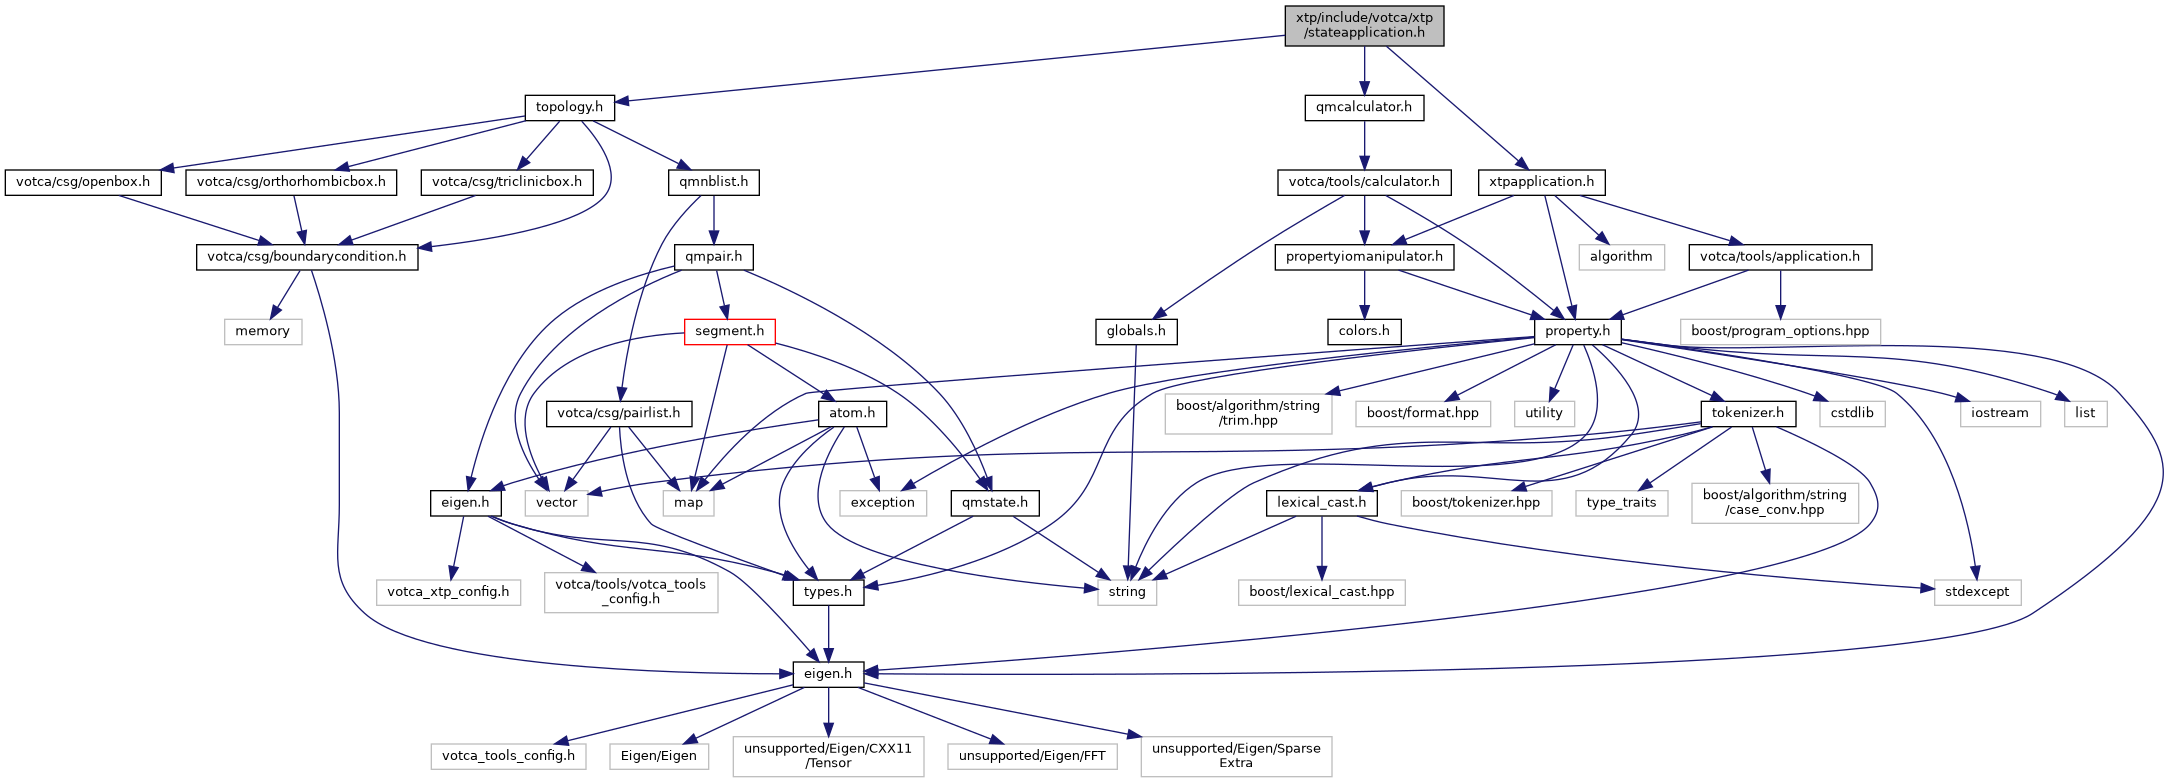 xtp/include/votca/xtp
/stateapplication.h
topology.h
qmcalculator.h
votca/csg/openbox.h
votca/csg/orthorhombicbox.h
votca/csg/triclinicbox.h
qmnblist.h
votca/tools/calculator.h
xtpapplication.h
votca/csg/boundarycondition.h
qmpair.h
propertyiomanipulator.h
algorithm
votca/tools/application.h
memory
segment.h
globals.h
colors.h
property.h
boost/program_options.hpp
votca/csg/pairlist.h
atom.h
boost/algorithm/string
/trim.hpp
boost/format.hpp
utility
tokenizer.h
cstdlib
iostream
list
eigen.h
vector
map
exception
qmstate.h
lexical_cast.h
boost/tokenizer.hpp
type_traits
boost/algorithm/string
/case_conv.hpp
votca_xtp_config.h
votca/tools/votca_tools
_config.h
types.h
string
boost/lexical_cast.hpp
stdexcept
eigen.h
votca_tools_config.h
Eigen/Eigen
unsupported/Eigen/CXX11
/Tensor
unsupported/Eigen/FFT
unsupported/Eigen/Sparse
Extra